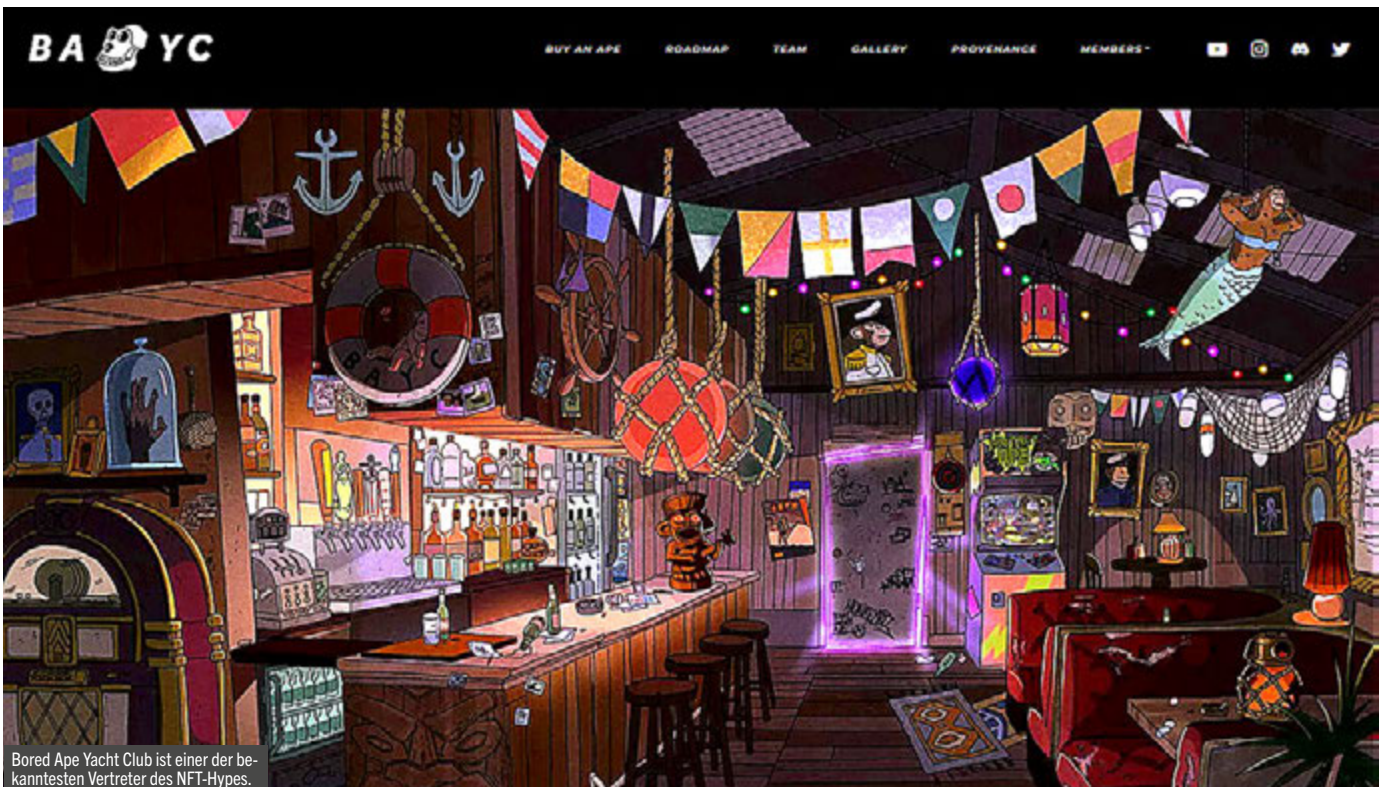 BA YC
BUY AN APE ROADMAP TEAM GALLERY PROVENANCE MEMBERS
BAYC
Bored Ape Yacht Club ist einer der be-
kanntesten Vertreter des NFT-Hypes.